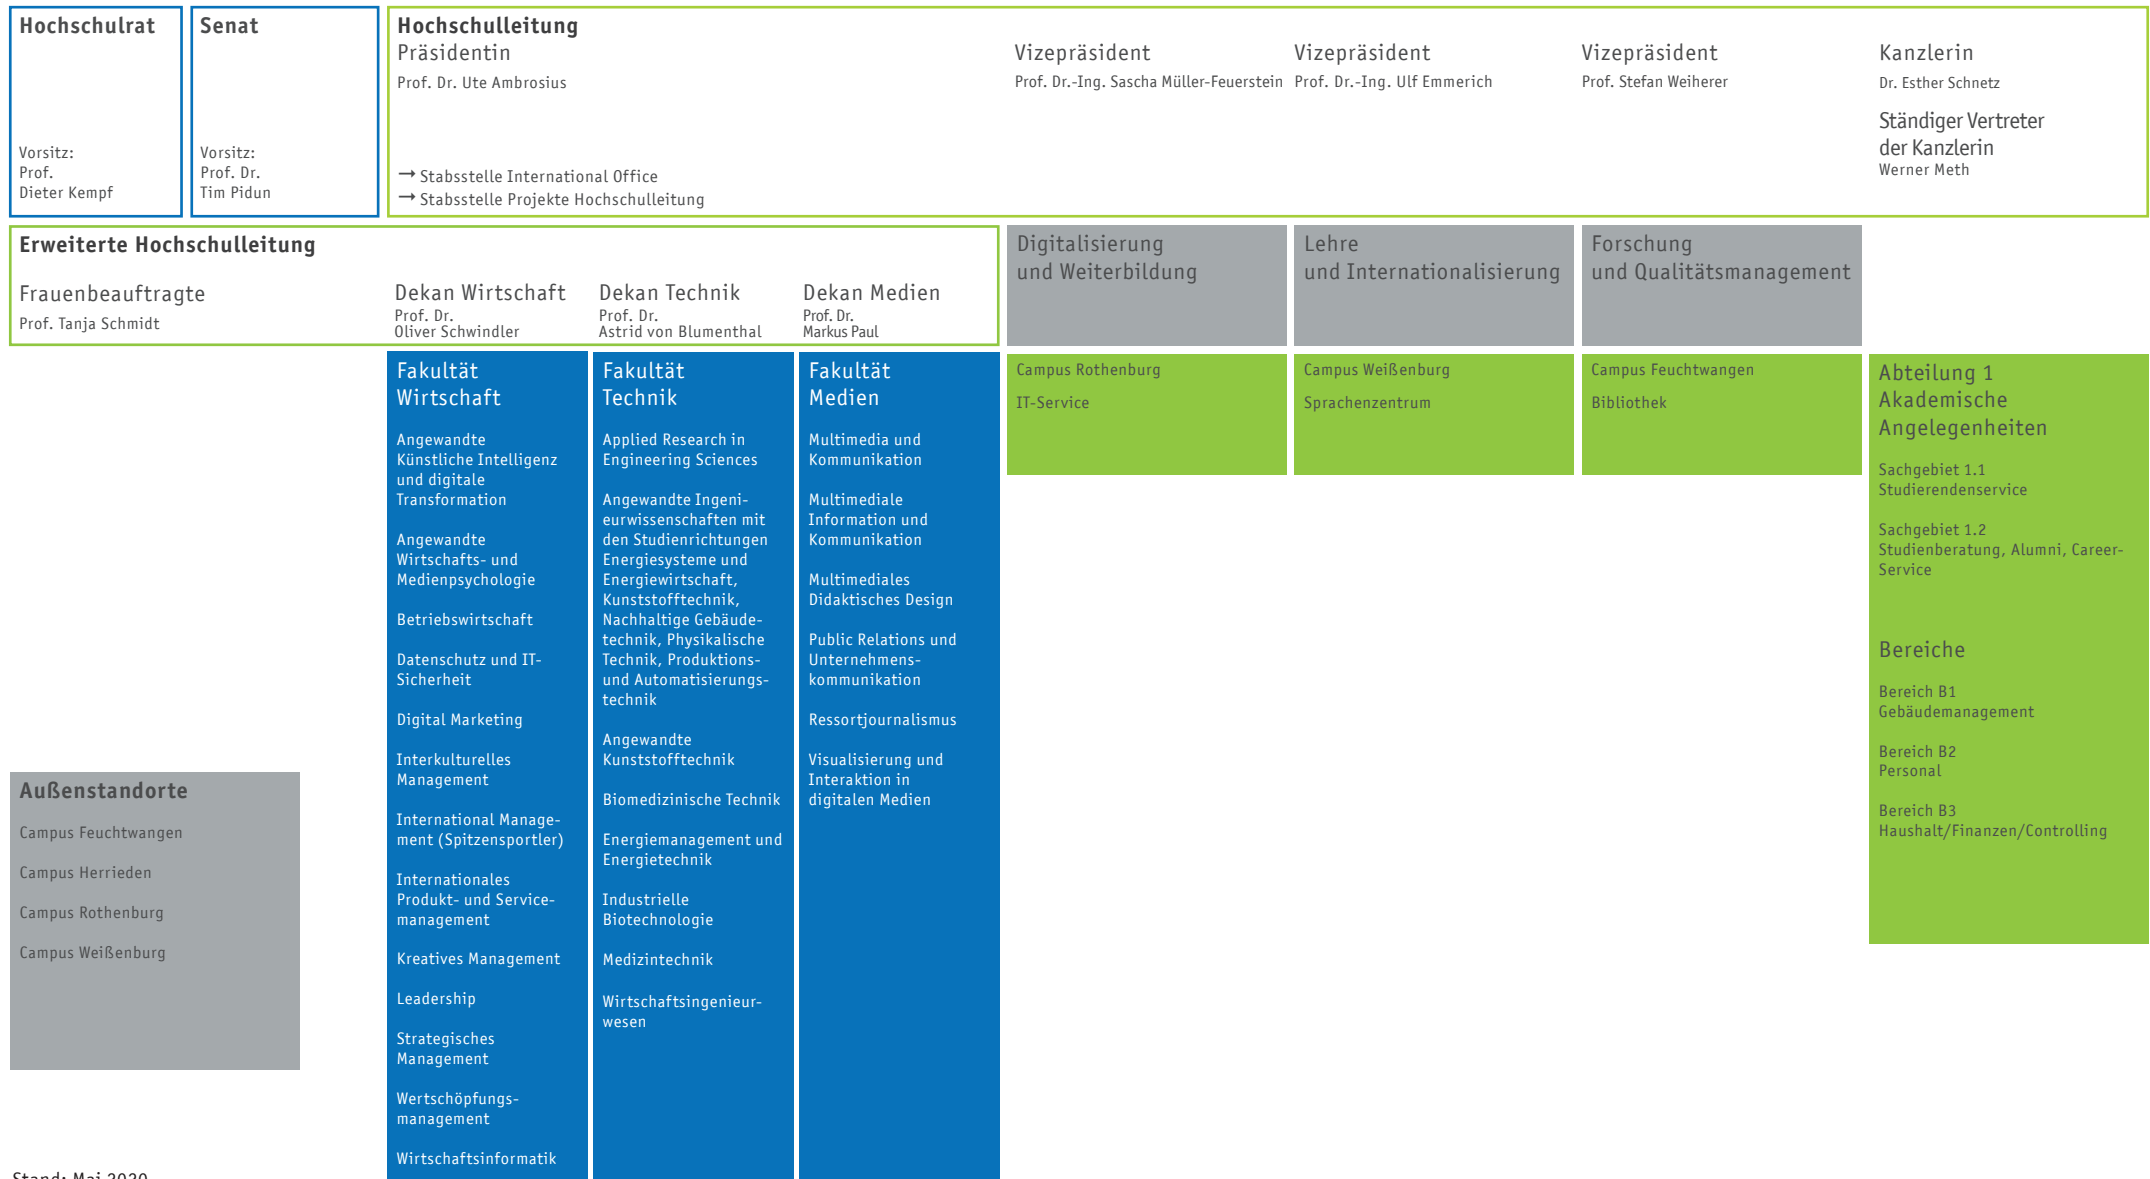 Hochschulrat
Vorsitz:
Prof.
Dieter Kempf
Senat
Vorsitz:
Prof. Dr.
Tim Pidun
Hochschulleitung
Präsidentin
Prof. Dr. Ute Ambrosius
→ Stabsstelle International Office
→ Stabsstelle Projekte Hochschulleitung
Vizepräsident
Prof. Dr.-Ing. Sascha Müller-Feuerstein
Vizepräsident
Prof. Dr.-Ing. Ulf Emmerich
Vizepräsident
Prof. Stefan Weiherer
Kanzlerin
Dr. Esther Schnetz
Ständiger Vertreter
der Kanzlerin
Werner Meth
Erweiterte Hochschulleitung
Frauenbeauftragte
Prof. Tanja Schmidt
Dekan Wirtschaft
Prof. Dr.
Oliver Schwindler
Dekan Technik
Prof. Dr.
Astrid von Blumenthal
Dekan Medien
Prof. Dr.
Markus Paul
Digitalisierung
und Weiterbildung
Lehre
und Internationalisierung
Forschung
und Qualitätsmanagement
Fakultät
Wirtschaft
Angewandte
Künstliche Intelligenz
und digitale
Transformation
Angewandte
Wirtschafts- und
Medienpsychologie
Betriebswirtschaft
Datenschutz und IT-
Sicherheit
Digital Marketing
Interkulturelles
Management
International Manage-
ment (Spitzensportler)
Internationales
Produkt- und Service-
management
Kreatives Management
Leadership
Strategisches
Management
Wertschöpfungs-
management
Wirtschaftsinformatik
Fakultät
Technik
Applied Research in
Engineering Sciences
Angewandte Ingeni-
eurwissenschaften mit
den Studienrichtungen
Energiesysteme und
Energiewirtschaft,
Kunststofftechnik,
Nachhaltige Gebäude-
technik, Physikalische
Technik, Produktions-
und Automatisierungs-
technik
Angewandte
Kunststofftechnik
Biomedizinische Technik
Energiemanagement und
Energietechnik
Industrielle
Biotechnologie
Medizintechnik
Wirtschaftsingenieur-
wesen
Fakultät
Medien
Multimedia und
Kommunikation
Multimediale
Information und
Kommunikation
Multimediales
Didaktisches Design
Public Relations und
Unternehmens-
kommunikation
Ressortjournalismus
Visualisierung und
Interaktion in
digitalen Medien
Campus Rothenburg
IT-Service
Campus Weißenburg
Sprachenzentrum
Campus Feuchtwangen
Bibliothek
Abteilung 1
Akademische
Angelegenheiten
Sachgebiet 1.1
Studierendenservice
Sachgebiet 1.2
Studienberatung, Alumni, Career-
Service
Bereiche
Bereich B1
Gebäudemanagement
Bereich B2
Personal
Bereich B3
Haushalt/Finanzen/Controlling
Außenstandorte
Campus Feuchtwangen
Campus Herrieden
Campus Rothenburg
Campus Weißenburg
Stand: Mai 2020